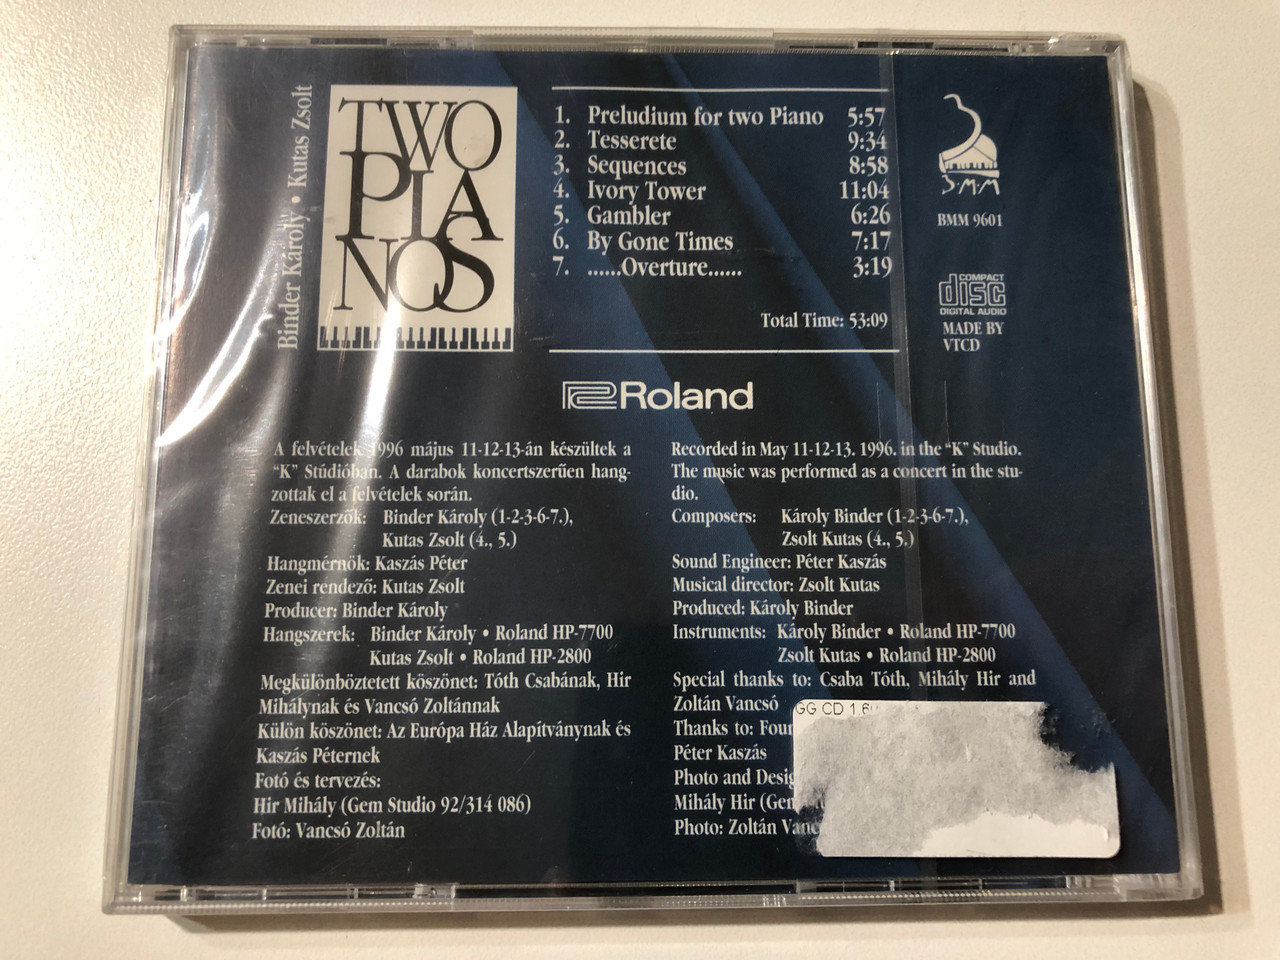 Binder Károly • Kutas Zsolt
TWO
PIA
NOS
1. Preludium for two Piano 5:57
2. Tesserete 9:34
3. Sequences 8:58
4. Ivory Tower 11:04
5. Gambler 6:26
6. By Gone Times 7:17
7. ......Overture...... 3:19
Total Time: 53:09
B·M·M
BMM 9601
COMPACT
disc
DIGITAL AUDIO
MADE BY
VTCD
Roland
A felvételek 1996 május 11-12-13-án készültek a
"K" Stúdióban. A darabok koncertszerűen hang-
zottak el a felvételek során.
Zeneszerzők: Binder Károly (1-2-3-6-7.),
Kutas Zsolt (4., 5.)
Hangmérnök: Kaszás Péter
Zenei rendező: Kutas Zsolt
Producer: Binder Károly
Hangszerek: Binder Károly • Roland HP-7700
Kutas Zsolt • Roland HP-2800
Megkülönböztetett köszönet: Tóth Csabának, Hir
Mihálynak és Vancsó Zoltánnak
Külön köszönet: Az Európa Ház Alapítványnak és
Kaszás Péternek
Fotó és tervezés:
Hir Mihály (Gem Studio 92/314 086)
Fotó: Vancsó Zoltán
Recorded in May 11-12-13. 1996. in the "K" Studio.
The music was performed as a concert in the stu-
dio.
Composers: Károly Binder (1-2-3-6-7.),
Zsolt Kutas (4., 5.)
Sound Engineer: Péter Kaszás
Musical director: Zsolt Kutas
Produced: Károly Binder
Instruments: Károly Binder • Roland HP-7700
Zsolt Kutas • Roland HP-2800
Special thanks to: Csaba Tóth, Mihály Hir and
Zoltán Vancsó
Thanks to:
Péter Kaszás
Photo and
Mihály Hir
Photo: Zoltán
GG CD